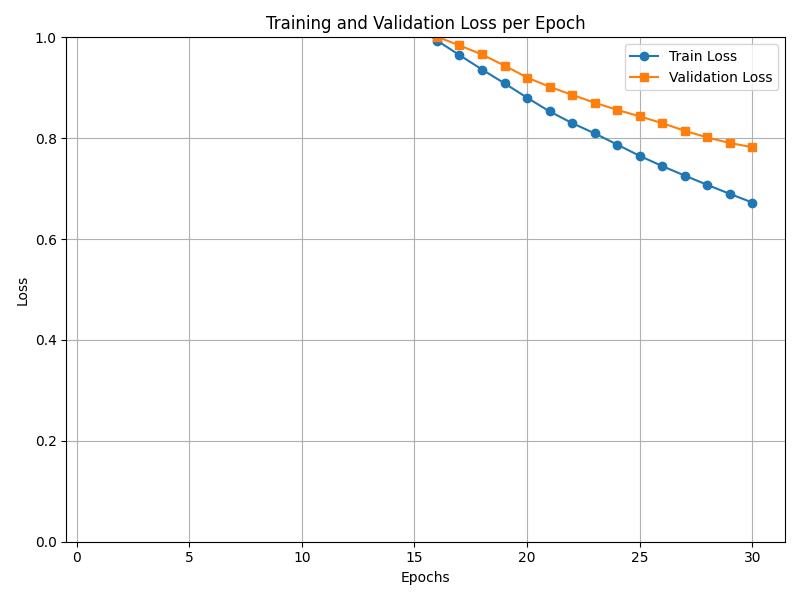 Training and Validation Loss per Epoch
Train Loss
Validation Loss
1.0
0.8
0.6
0.4
0.2
0.0
Loss
0 5 10 15 20 25 30
Epochs